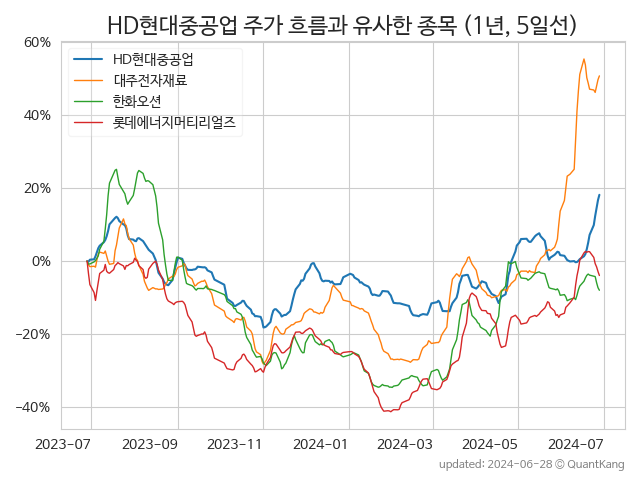 HD현대중공업 주가 흐름과 유사한 종목 (1년, 5일선)
60%
40%
20%
0%
−20%
−40%
HD현대중공업
대주전자재료
한화오션
롯데에너지머티리얼즈
2023-07 2023-09 2023-11 2024-01 2024-03 2024-05 2024-07
updated: 2024-06-28 © QuantKang